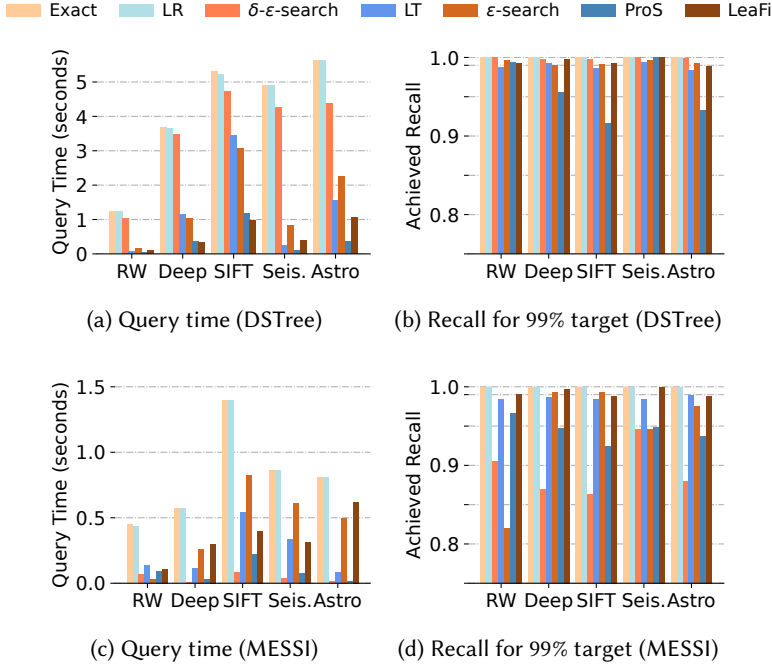 Exact LR δ-ε-search LT ε-search ProS LeaFi
Query Time (seconds)
5
4
3
2
1
0
RW Deep SIFT Seis. Astro
(a) Query time (DSTree)
Achieved Recall
1.0
0.9
0.8
RW Deep SIFT Seis. Astro
(b) Recall for 99% target (DSTree)
Query Time (seconds)
1.5
1.0
0.5
0.0
RW Deep SIFT Seis. Astro
(c) Query time (MESSI)
Achieved Recall
1.0
0.9
0.8
RW Deep SIFT Seis. Astro
(d) Recall for 99% target (MESSI)